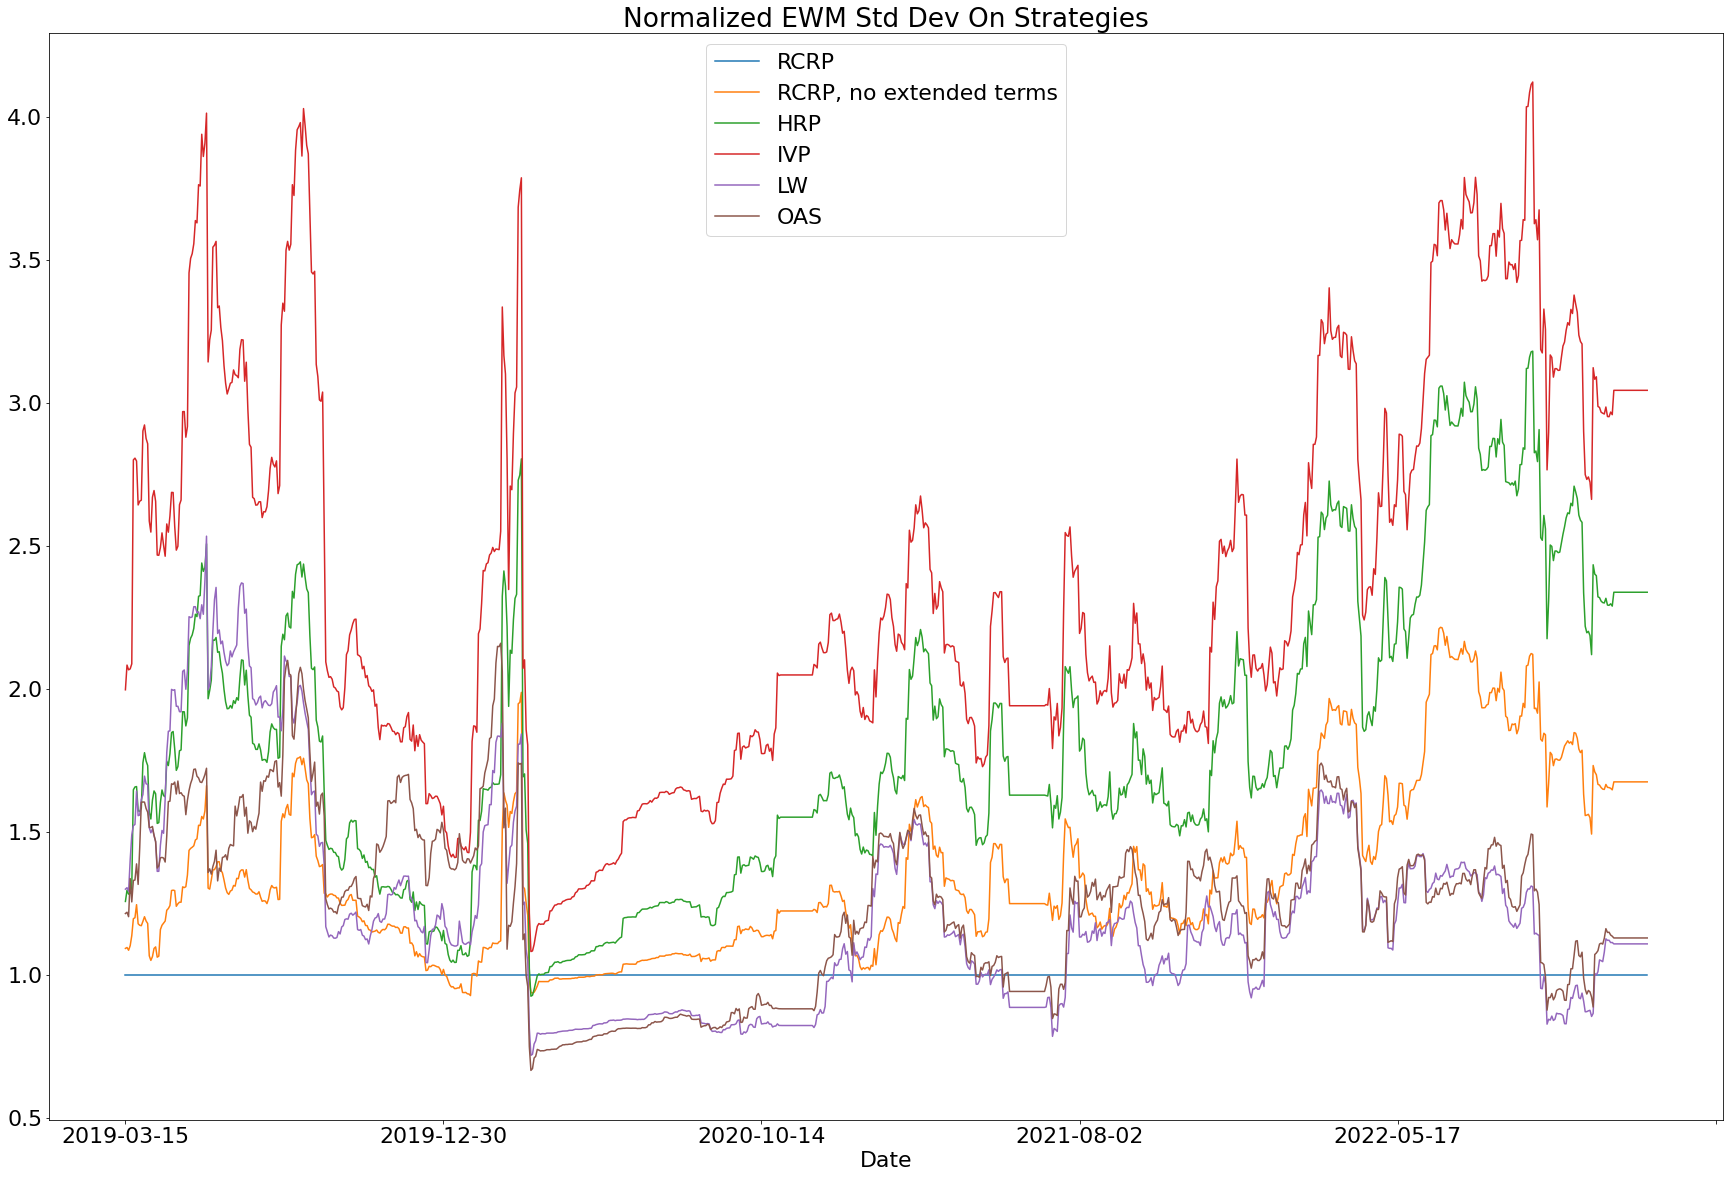 Normalized EWM Std Dev On Strategies
RCRP
RCRP, no extended terms
HRP
IVP
LW
OAS
4.0
3.5
3.0
2.5
2.0
1.5
1.0
0.5
2019-03-15 2019-12-30 2020-10-14 2021-08-02 2022-05-17
Date